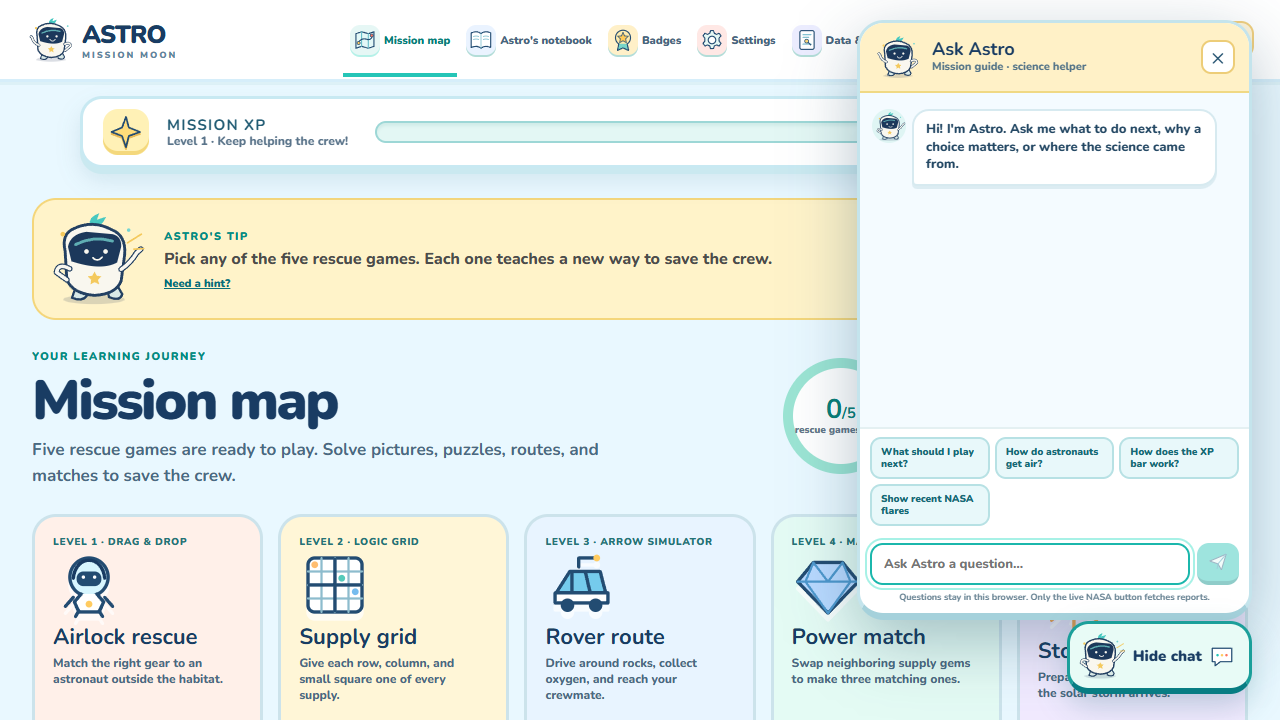 ASTRO
MISSION MOON
Mission map
Astro's notebook
Badges
Settings
Data
MISSION XP
Level 1 · Keep helping the crew!
ASTRO'S TIP
Pick any of the five rescue games. Each one teaches a new way to save the crew.
Need a hint?
YOUR LEARNING JOURNEY
Mission map
Five rescue games are ready to play. Solve pictures, puzzles, routes, and
matches to save the crew.
0/5
rescue games
LEVEL 1 · DRAG & DROP
Airlock rescue
Match the right gear to an
astronaut outside the habitat.
LEVEL 2 · LOGIC GRID
Supply grid
Give each row, column, and
small square one of every
supply.
LEVEL 3 · ARROW SIMULATOR
Rover route
Drive around rocks, collect
oxygen, and reach your
crewmate.
LEVEL 4 ·
Power match
Swap neighboring supply gems
to make three matching ones.
the solar storm arrives.
Ask Astro
Mission guide · science helper
Hi! I'm Astro. Ask me what to do next, why a
choice matters, or where the science came
from.
What should I play
next?
How do astronauts
get air?
How does the XP
bar work?
Show recent NASA
flares
Ask Astro a question...
Questions stay in this browser. Only the live NASA button fetches reports.
Hide chat